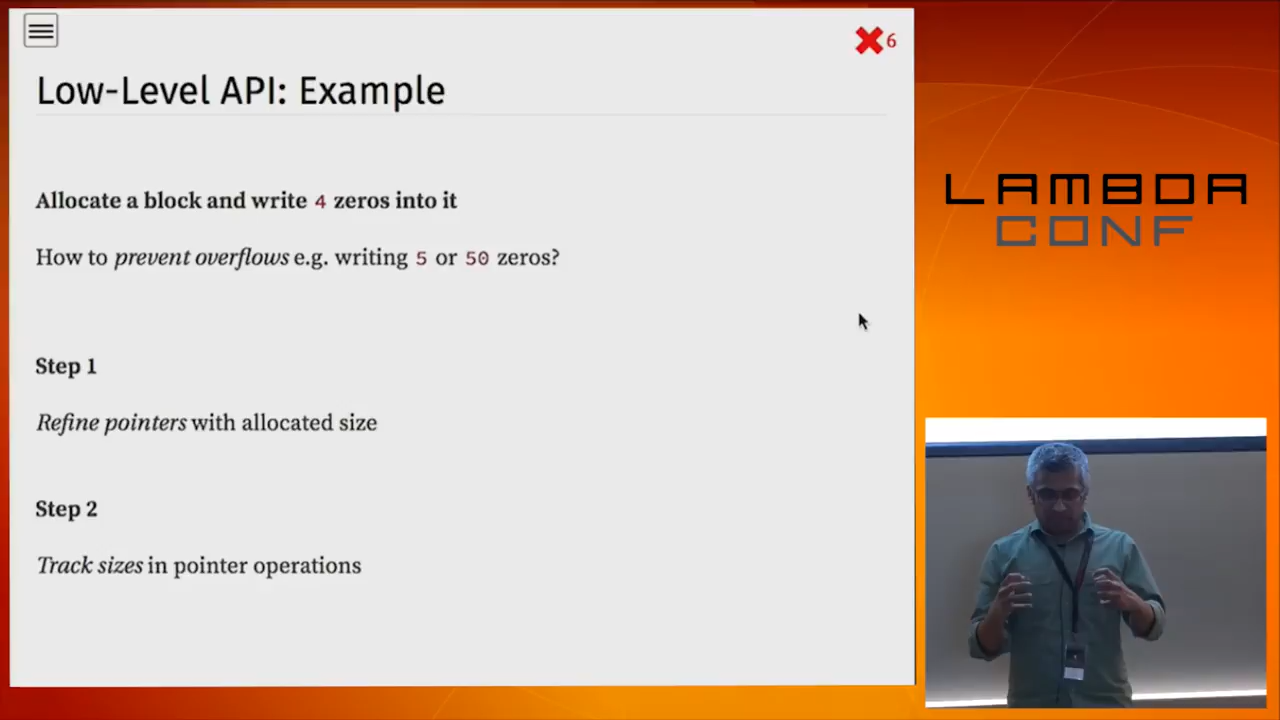 6
Low-Level API: Example
Allocate a block and write 4 zeros into it
How to prevent overflows e.g. writing 5 or 50 zeros?
Step 1
Refine pointers with allocated size
Step 2
Track sizes in pointer operations
LAMBDA
CONF